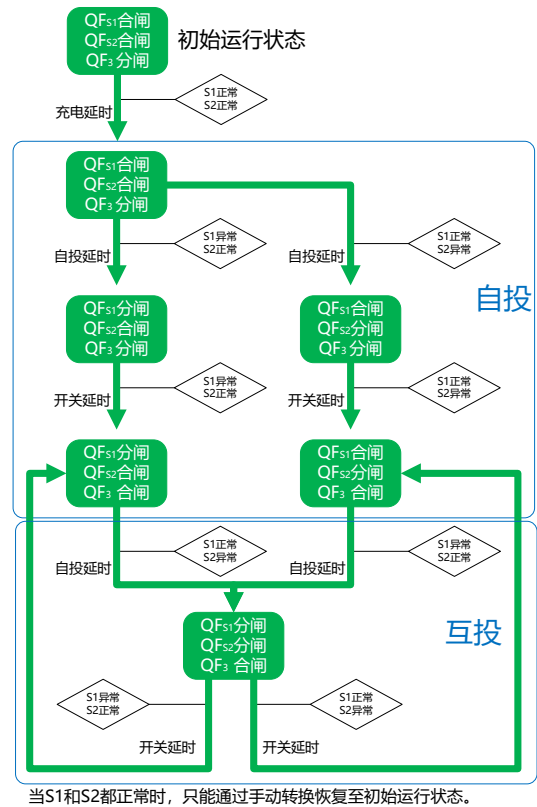 QFS1合闸
QFS2合闸
QF3 分闸
初始运行状态
S1正常
S2正常
充电延时
QFS1合闸
QFS2合闸
QF3 分闸
S1异常
S2正常
自投延时
S1正常
S2异常
自投延时
自投
QFS1分闸
QFS2合闸
QF3 分闸
QFS1合闸
QFS2分闸
QF3 分闸
S1异常
S2正常
开关延时
S1正常
S2异常
开关延时
QFS1分闸
QFS2合闸
QF3 合闸
QFS1合闸
QFS2分闸
QF3 合闸
S1正常
S2异常
自投延时
S1异常
S2正常
自投延时
互投
QFS1分闸
QFS2分闸
QF3 合闸
S1异常
S2正常
开关延时
S1正常
S2异常
开关延时
当S1和S2都正常时，只能通过手动转换恢复至初始运行状态。